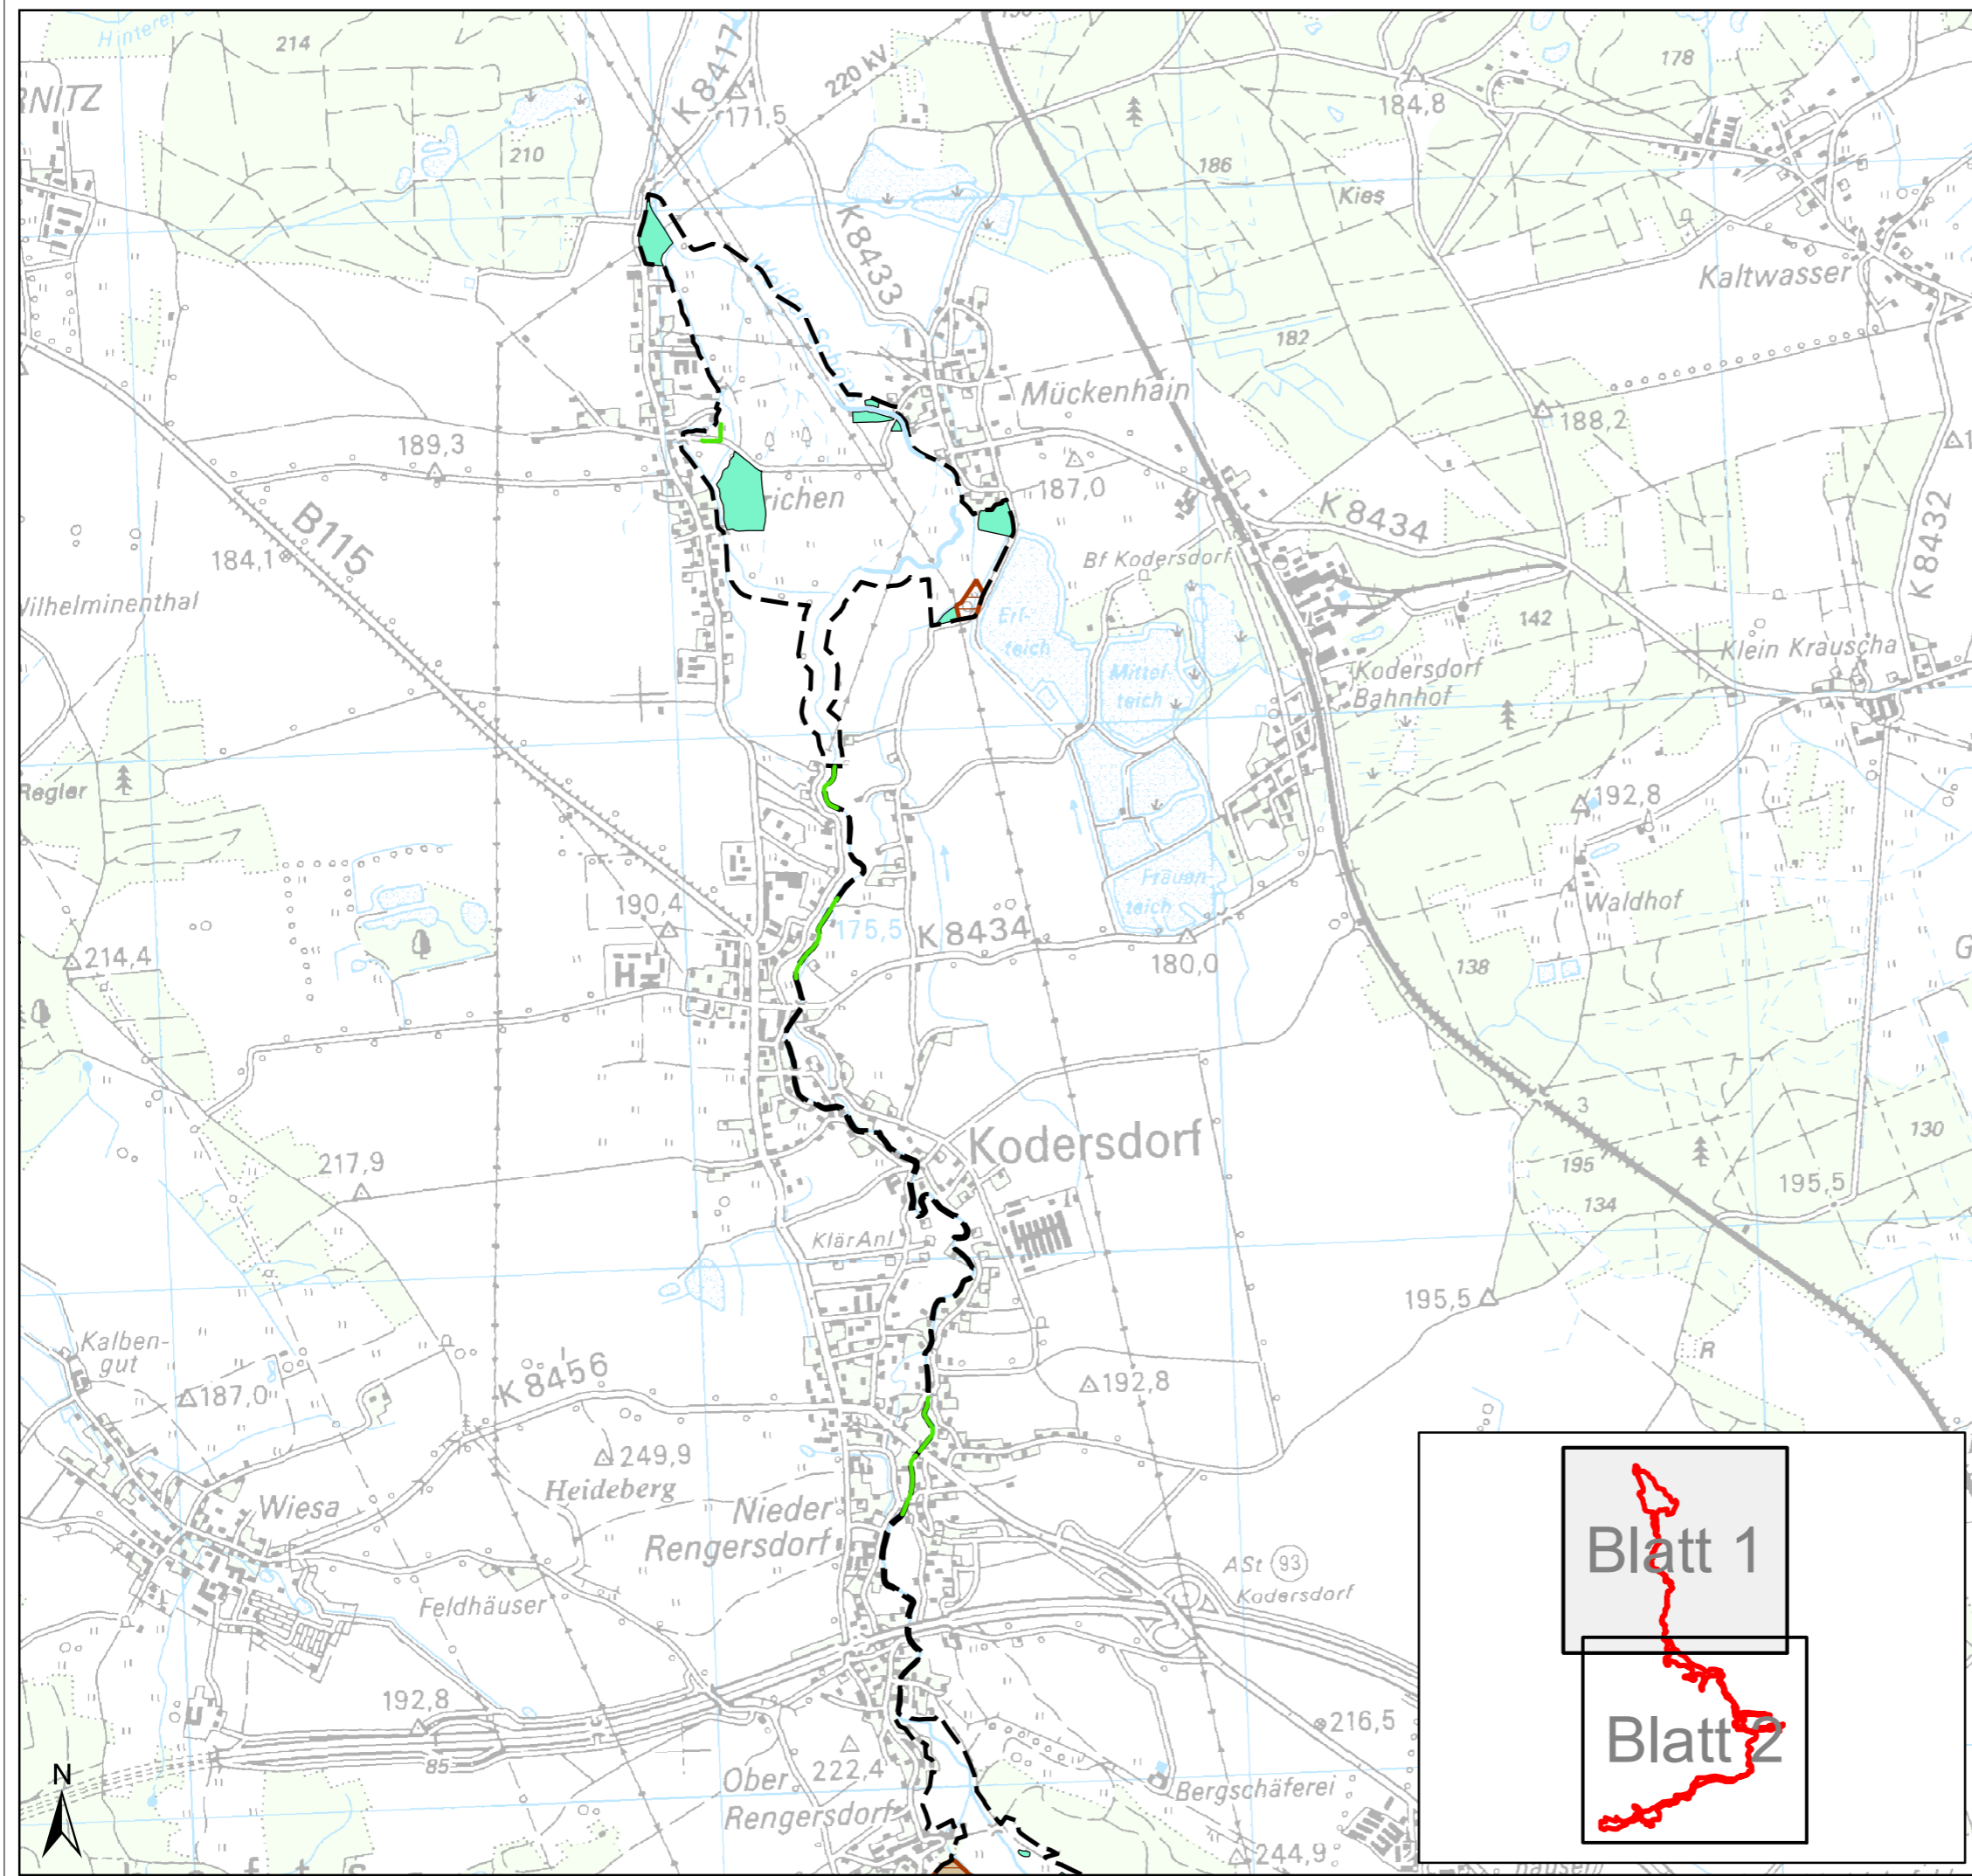 214
K 8417
220 kV
178
RNITZ
171,5
184,8
210
186
Kies
K 8433
Kaltwasser
182
Mückenhain
188,2
189,3
187,0
richen
K 8434
K 8432
B115
184,1
Bf Kodersdorf
Wilhelminenthal
Erl-
teich
142
Klein Krauscha
Mittel-
teich
Kodersdorf
Bahnhof
Regler
192,8
Frauen-
teich
Waldhof
190,4
175,5
K 8434
214,4
180,0
138
G
3
Kodersdorf
130
217,9
195
195,5
134
KlärAnl
195,5
Kalben-
gut
R
187,0
K 8456
192,8
249,9
Heideberg
Wiesa
Nieder
Rengersdorf
Blatt 1
ASt 93
Kodersdorf
Feldhäuser
192,8
216,5
Blatt 2
85
Ober
Rengersdorf
222,4
Bergschäferei
N
244,9